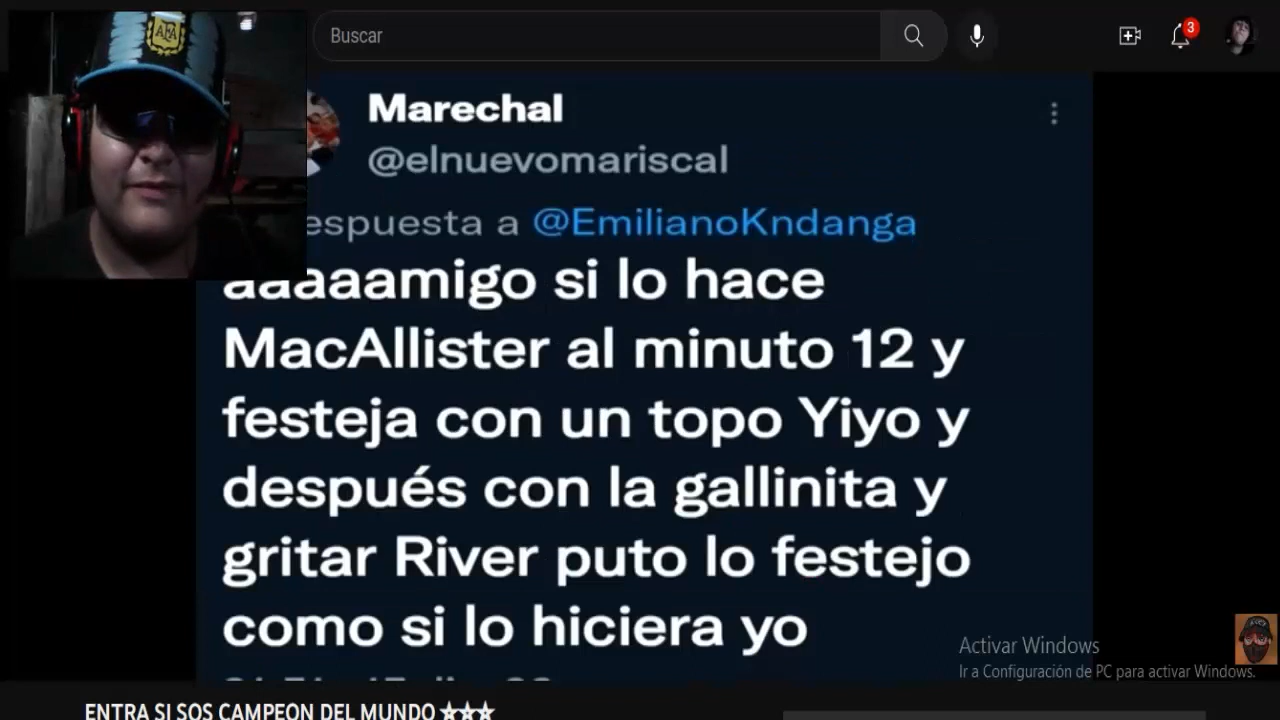 AFA
Buscar
3
Marechal
@elnuevomariscal
espuesta a @EmilianoKndanga
aaaaamigo si lo hace
MacAllister al minuto 12 y
festeja con un topo Yiyo y
después con la gallinita y
gritar River puto lo festejo
como si lo hiciera yo
Activar Windows
Ir a Configuración de PC para activar Windows.
ENTRA SI SOS CAMPEON DEL MUNDO ★★★